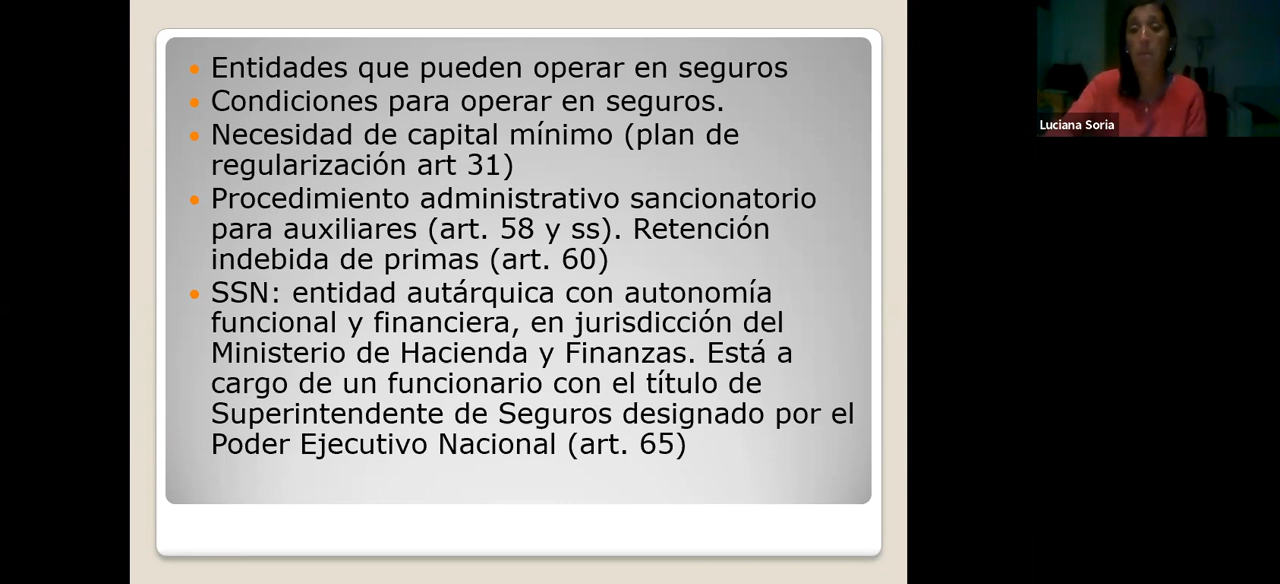 Entidades que pueden operar en seguros
Condiciones para operar en seguros.
Necesidad de capital mínimo (plan de
regularización art 31)
Procedimiento administrativo sancionatorio
para auxiliares (art. 58 y ss). Retención
indebida de primas (art. 60)
SSN: entidad autárquica con autonomía
funcional y financiera, en jurisdicción del
Ministerio de Hacienda y Finanzas. Está a
cargo de un funcionario con el título de
Superintendente de Seguros designado por el
Poder Ejecutivo Nacional (art. 65)
Luciana Soria